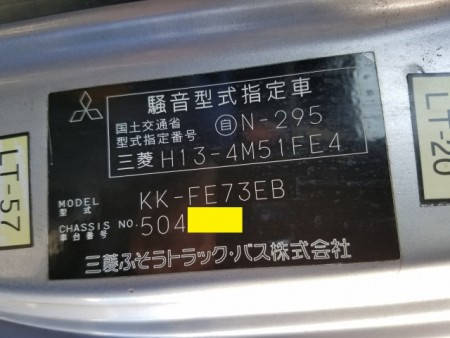 騒音型式指定車
国土交通省
型式指定番号 自N-295
三菱 H13-4M51FE4
MODEL
型式 KK-FE73EB
CHASSIS NO.
車台番号 504
三菱ふそうトラック・バス株式会社
LT-57
LT-20